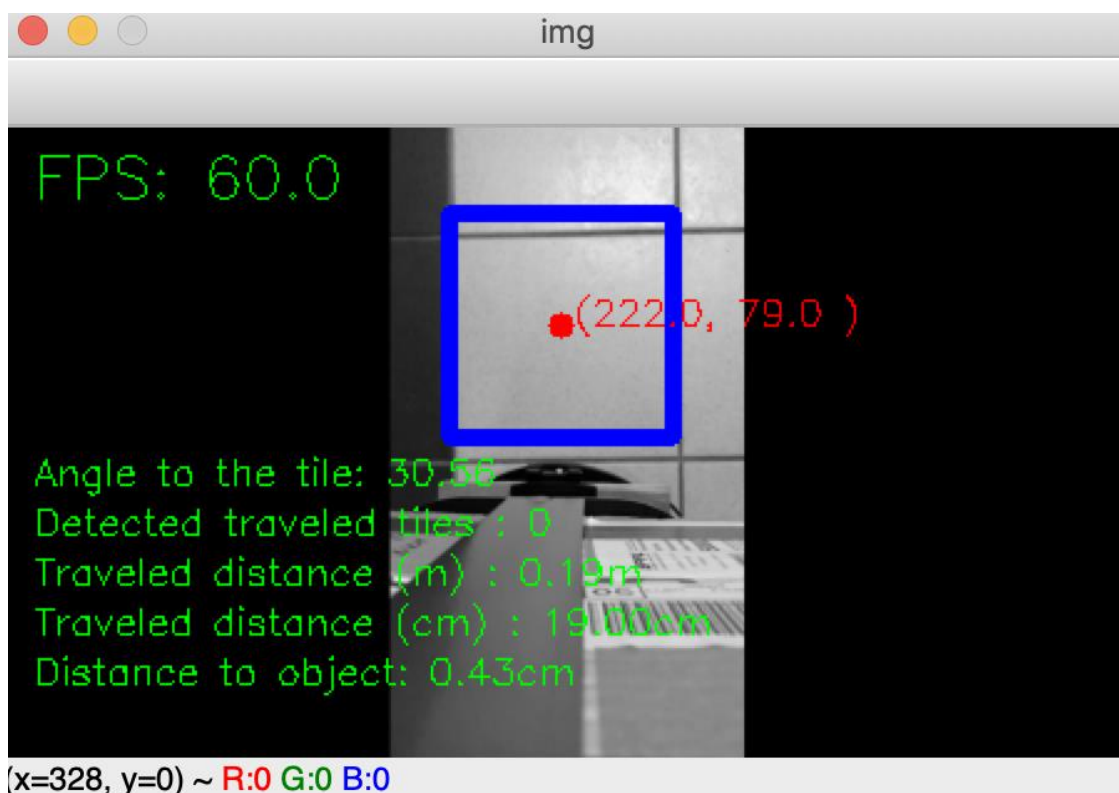 img
FPS: 60.0
(222.0, 79.0 )
Angle to the tile: 30.56
Detected traveled tiles : 0
Traveled distance (m) : 0.19m
Traveled distance (cm) : 19.00cm
Distance to object: 0.43cm
(x=328, y=0) ~ R:0 G:0 B:0